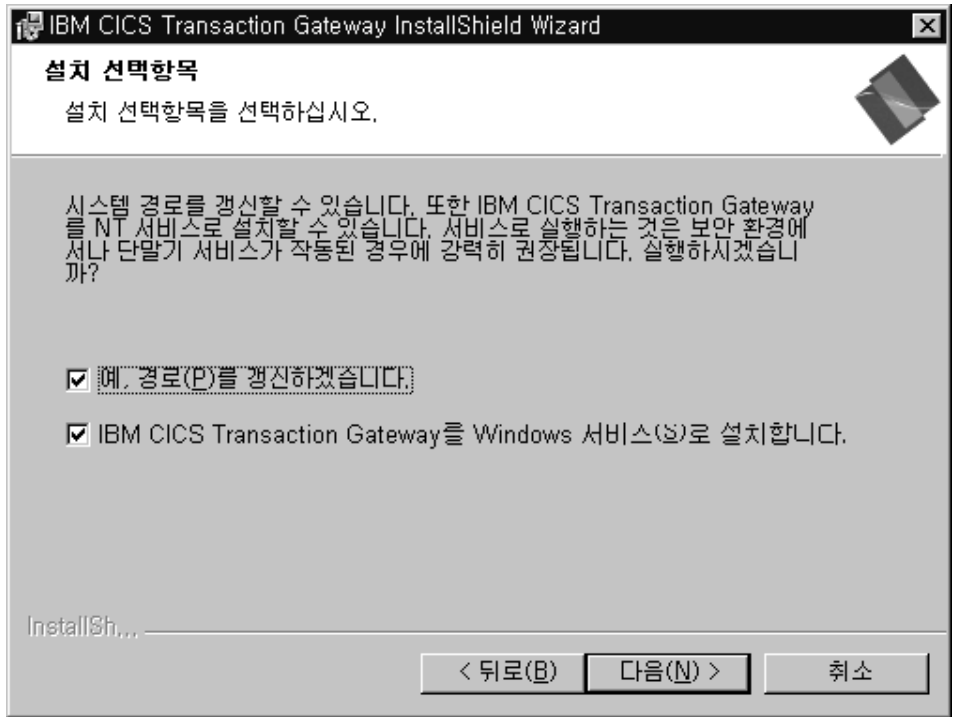 IBM CICS Transaction Gateway InstallShield Wizard
설치 선택항목
설치 선택항목을 선택하십시오.
시스템 경로를 갱신할 수 있습니다. 또한 IBM CICS Transaction Gateway
를 NT 서비스로 설치할 수 있습니다. 서비스로 실행하는 것은 보안 환경에
서나 단말기 서비스가 작동된 경우에 강력히 권장됩니다. 실행하시겠습니
까?
예, 경로(P)를 갱신하겠습니다.
IBM CICS Transaction Gateway를 Windows 서비스(S)로 설치합니다.
InstallSh...
< 뒤로(B) 다음(N) > 취소